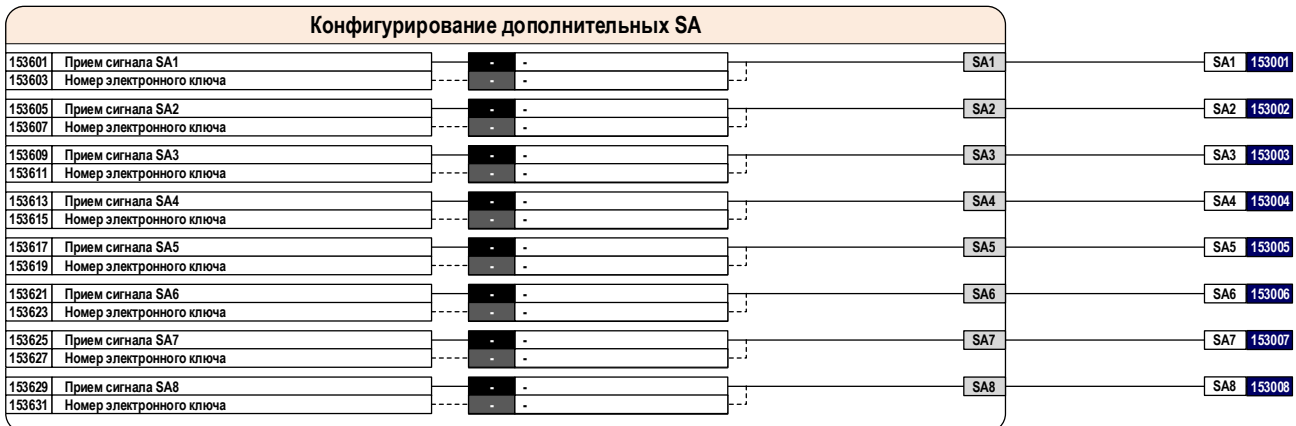 Конфигурирование дополнительных SA
153601 Прием сигнала SA1 - - SA1 SA1 153001
153603 Номер электронного ключа - -
153605 Прием сигнала SA2 - - SA2 SA2 153002
153607 Номер электронного ключа - -
153609 Прием сигнала SA3 - - SA3 SA3 153003
153611 Номер электронного ключа - -
153613 Прием сигнала SA4 - - SA4 SA4 153004
153615 Номер электронного ключа - -
153617 Прием сигнала SA5 - - SA5 SA5 153005
153619 Номер электронного ключа - -
153621 Прием сигнала SA6 - - SA6 SA6 153006
153623 Номер электронного ключа - -
153625 Прием сигнала SA7 - - SA7 SA7 153007
153627 Номер электронного ключа - -
153629 Прием сигнала SA8 - - SA8 SA8 153008
153631 Номер электронного ключа - -